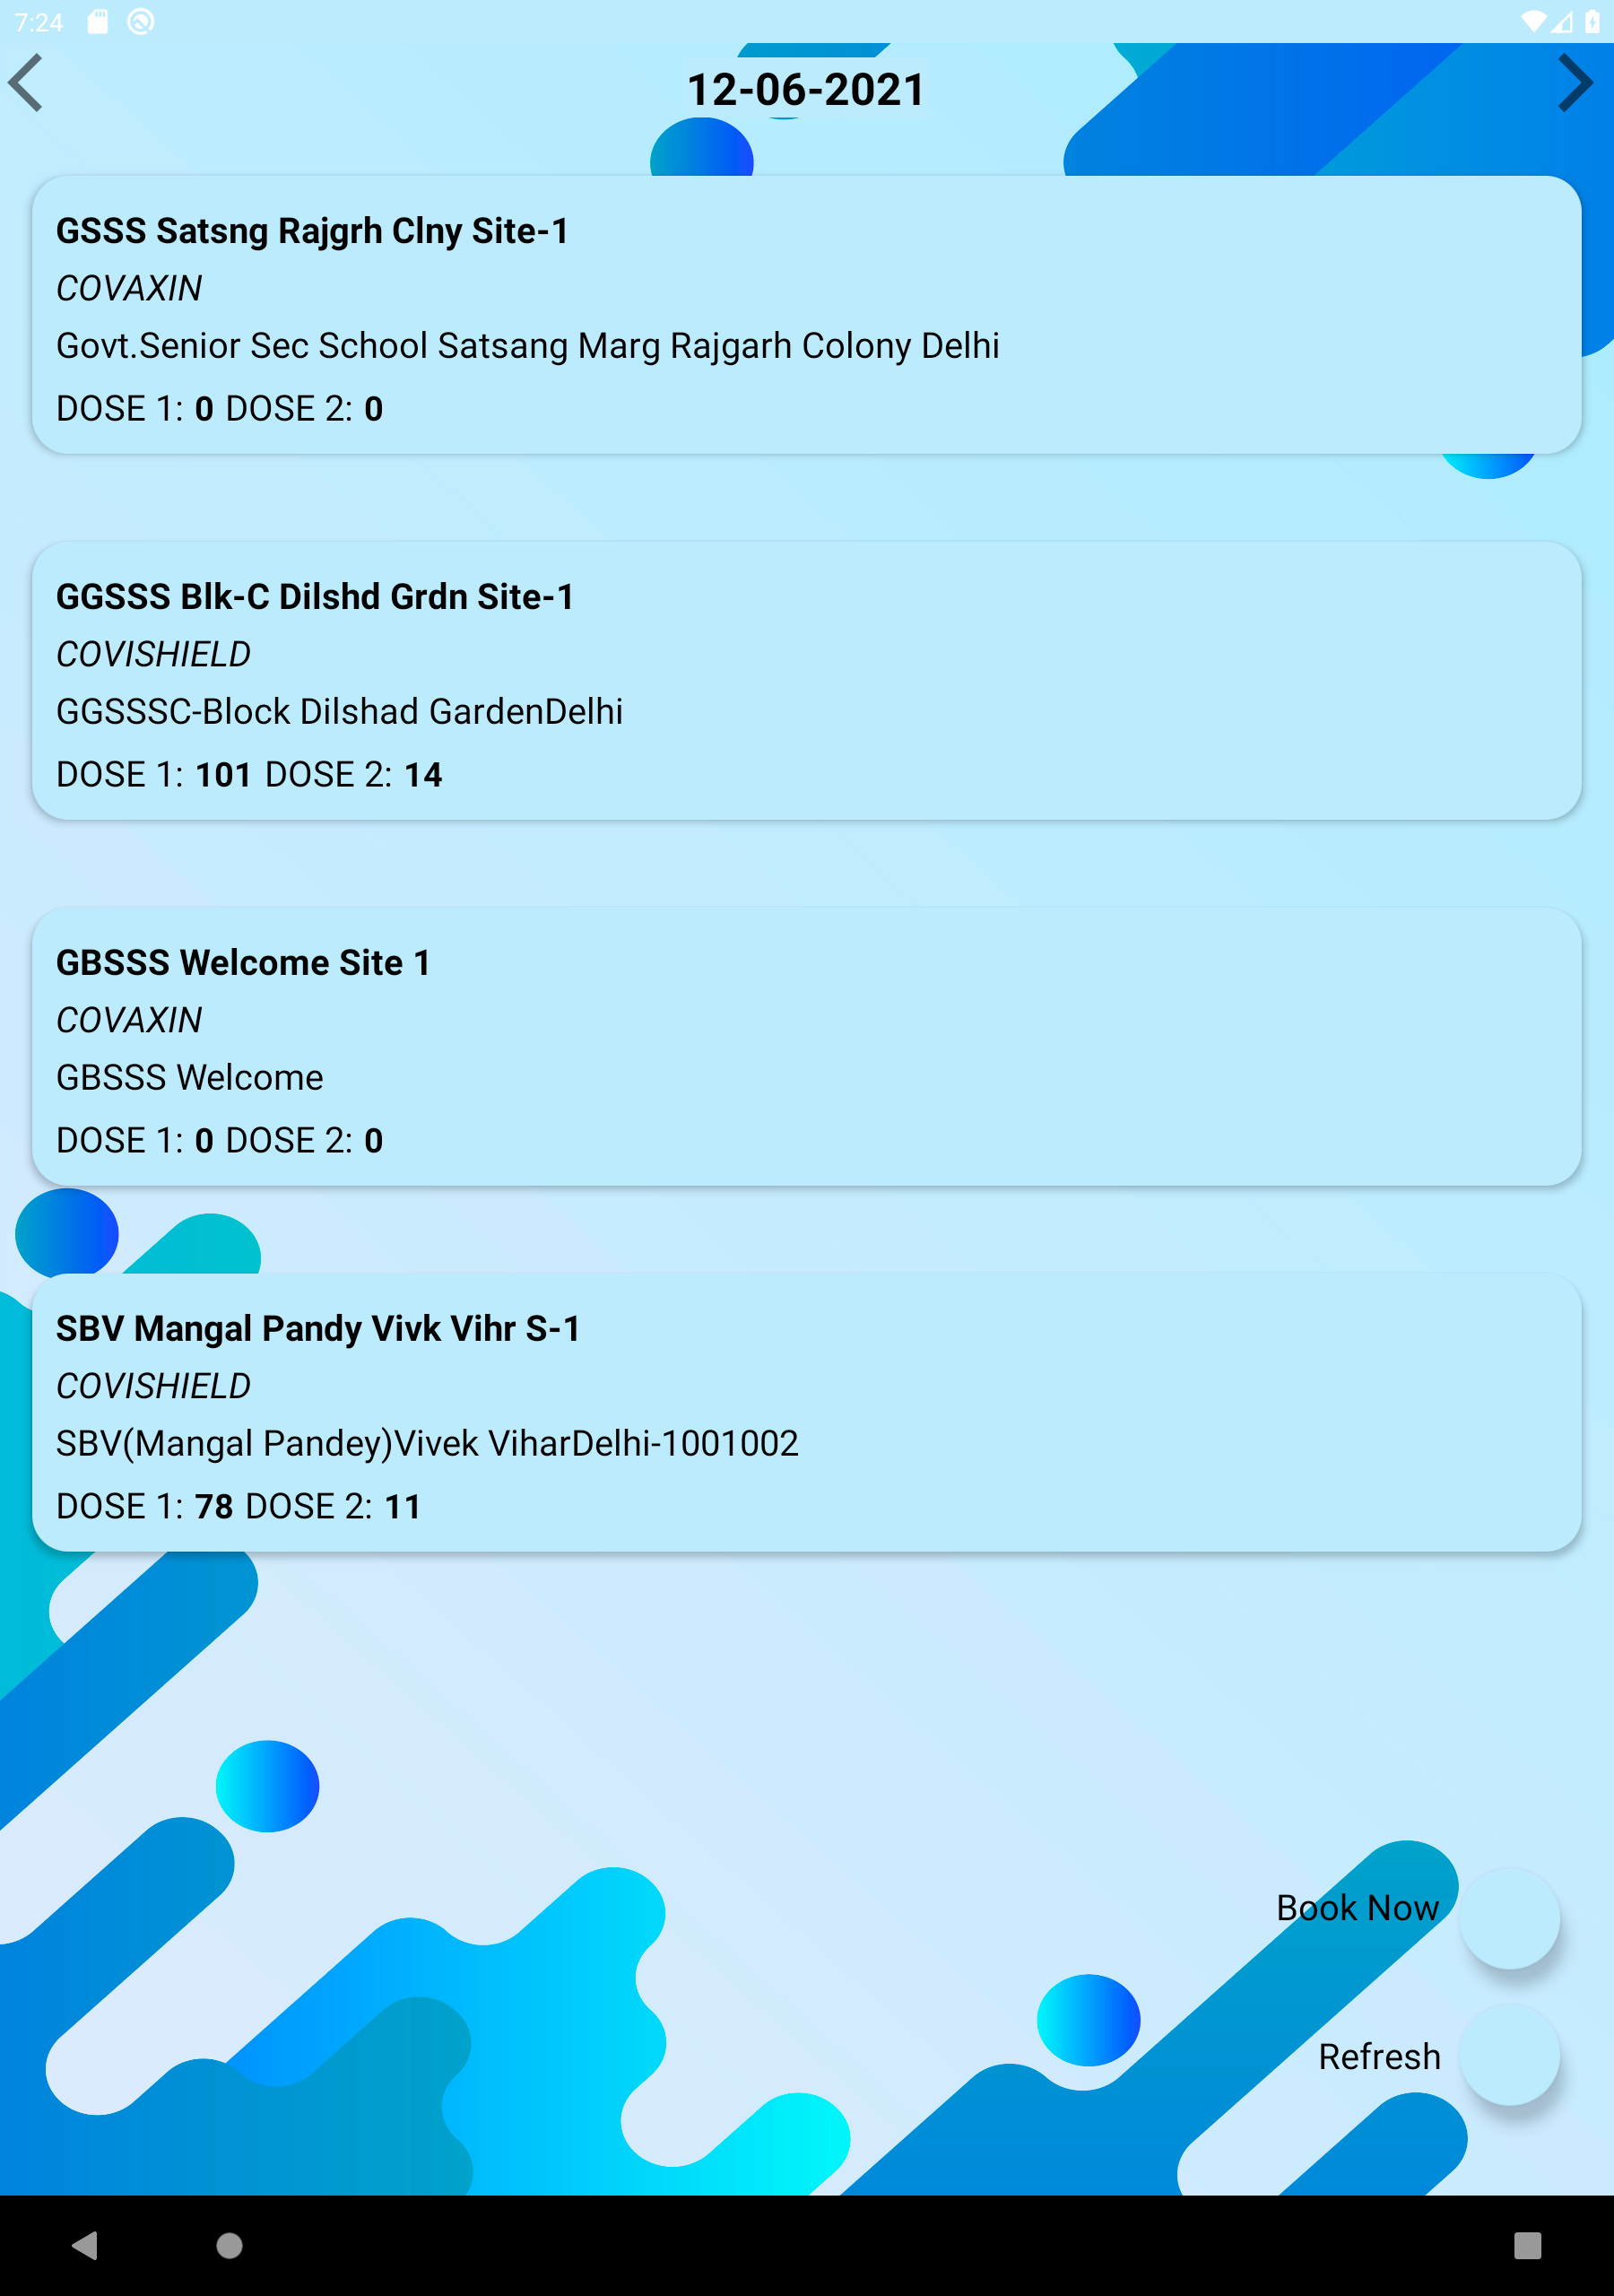 7:24
12-06-2021
GSSS Satsng Rajgrh Clny Site-1
COVAXIN
Govt.Senior Sec School Satsang Marg Rajgarh Colony Delhi
DOSE 1: 0 DOSE 2: 0
GGSSS Blk-C Dilshd Grdn Site-1
COVISHIELD
GGSSSC-Block Dilshad GardenDelhi
DOSE 1: 101 DOSE 2: 14
GBSSS Welcome Site 1
COVAXIN
GBSSS Welcome
DOSE 1: 0 DOSE 2: 0
SBV Mangal Pandy Vivk Vihr S-1
COVISHIELD
SBV(Mangal Pandey)Vivek ViharDelhi-1001002
DOSE 1: 78 DOSE 2: 11
Book Now
Refresh